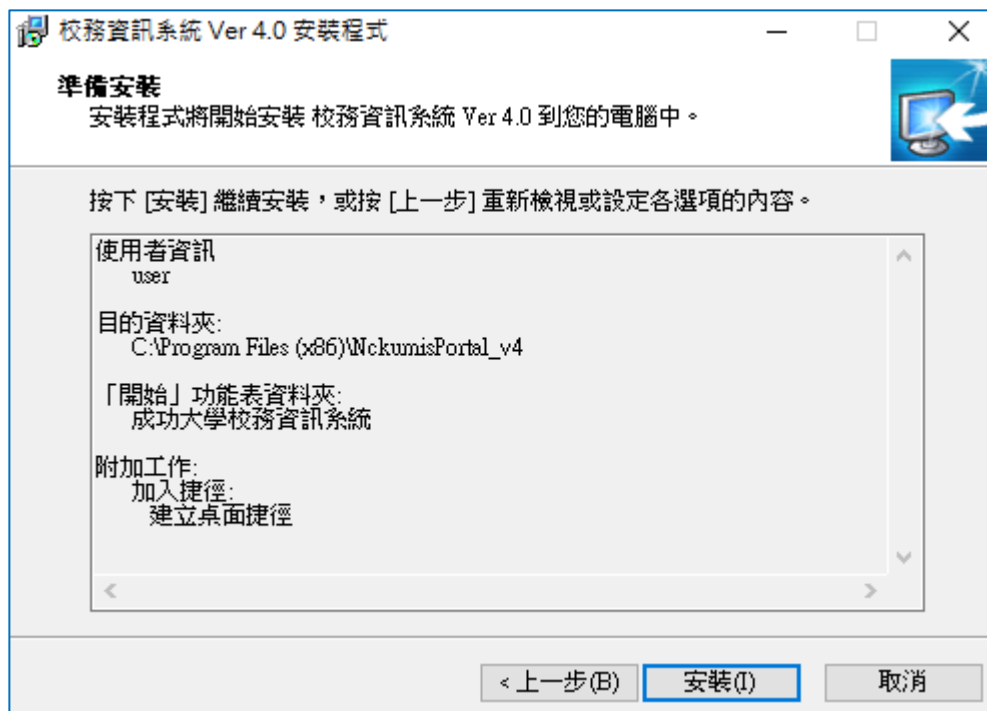 校務資訊系統 Ver 4.0 安裝程式
準備安裝
安裝程式將開始安裝 校務資訊系統 Ver 4.0 到您的電腦中。
按下 [安裝] 繼續安裝，或按 [上一步] 重新檢視或設定各選項的內容。
使用者資訊
user
目的資料夾:
C:\Program Files (x86)\NckumisPortal_v4
「開始」功能表資料夾:
成功大學校務資訊系統
附加工作:
加入捷徑:
建立桌面捷徑
< 上一步(B) 安裝(I) 取消